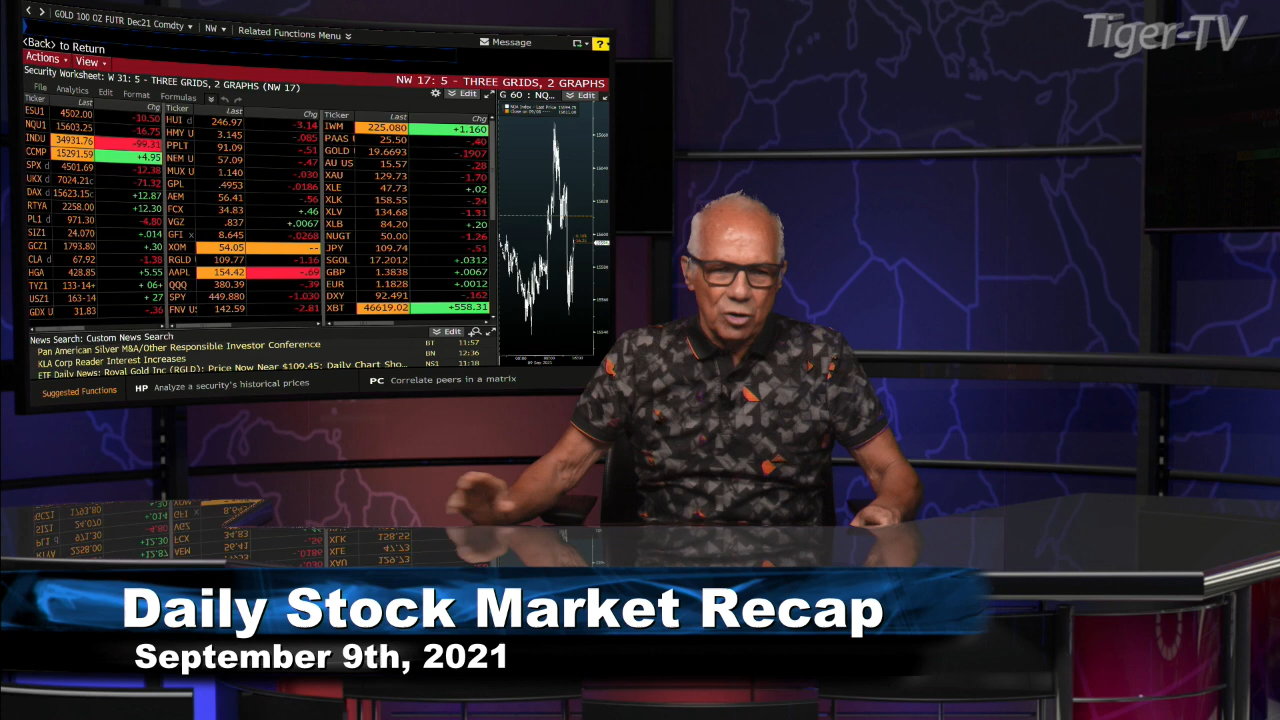 < > GOLD 100 OZ FUTR Dec21 Comdty ▾ NW ▾ Related Functions Menu Message ?
Tiger-TV
<Back> to Return
Actions ▾ View ▾ NW 17: 5 - THREE GRIDS, 2 GRAPHS
Security Worksheet: W 31: 5 - THREE GRIDS, 2 GRAPHS (NW 17)
File Analytics Edit Format Formulas Edit G 60 : NQ... Edit
Ticker Last Chg Ticker Last Chg Ticker Last Chg
ESU1 4502.00 -10.50 HUI d 246.97 -3.14 IWM 225.080 +1.160
NQU1 15603.25 -16.75 HMY U 3.145 -.085 PAAS U 25.50 -.40
INDU 34931.76 -99.31 PPLT 91.09 -.51 GOLD U 19.6693 -.1907
CCMP 15291.59 +4.95 NEM U 57.09 -.47 AU US 15.57 -.28
SPX d 4501.69 -12.38 MUX U 1.140 -.030 XAU 129.73 -1.70
UKX d 7024.21c -71.32 GPL .4953 -.0186 XLE 47.73 +.02
DAX d 15623.15c +12.87 AEM 56.41 -.56 XLK 158.55 -.24
RTYA 2258.00 +12.30 FCX 34.83 +.46 XLV 134.68 -1.31
PL1 d 971.30 -4.80 VGZ .837 +.0067 XLB 84.20 +.20
SIZ1 24.070 +.014 GFI x 8.645 -.0268 NUGT 50.00 -1.26
GCZ1 1793.80 +.30 XOM 54.05 -- JPY 109.74 -.51
CLA d 67.92 -1.38 RGLD 109.77 -1.16 SGOL 17.2012 +.0312
HGA 428.85 +5.55 AAPL 154.42 +.69 GBP 1.3838 +.0067
TYZ1 133-14+ + 06+ QQQ 380.39 -.39 EUR 1.1828 +.0012
USZ1 163-14 + 27 SPY 449.880 -1.030 DXY 92.491 -.162
GDX U 31.83 -.36 FNV U 142.59 -2.81 XBT 46619.02 +558.31
News Search: Custom News Search Edit
Pan American Silver M&A/Other Responsible Investor Conference BT 11:57
KLA Corp Reader Interest Increases BN 12:36
ETF Daily News: Royal Gold Inc (RGLD): Price Now Near $109.45: Daily Chart Sho... NS1 11:18
Suggested Functions HP Analyze a security's historical prices PC Correlate peers in a matrix
Daily Stock Market Recap
September 9th, 2021